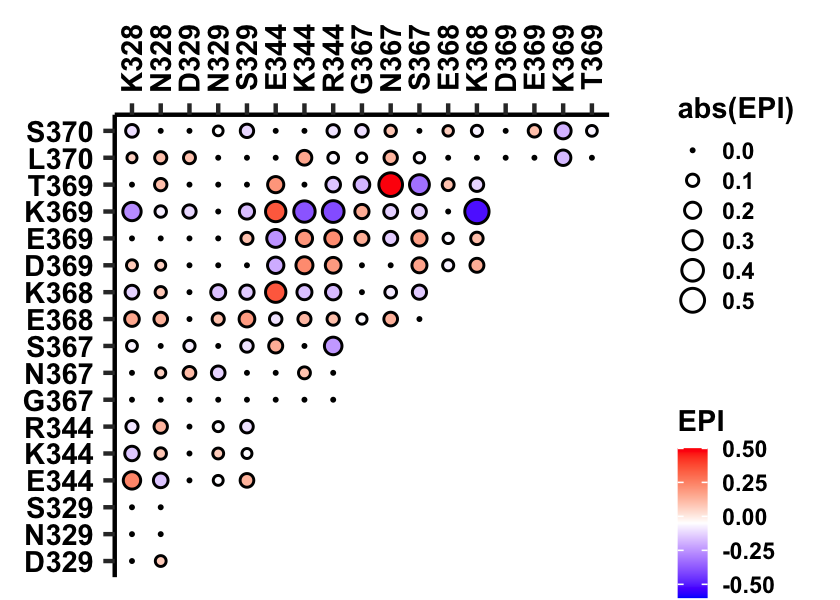 K328 N328 D329 N329 S329 E344 K344 R344 G367 N367 S367 E368 K368 D369 E369 K369 T369
S370
L370
T369
K369
E369
D369
K368
E368
S367
N367
G367
R344
K344
E344
S329
N329
D329
abs(EPI)
0.0
0.1
0.2
0.3
0.4
0.5
EPI
0.50
0.25
0.00
-0.25
-0.50